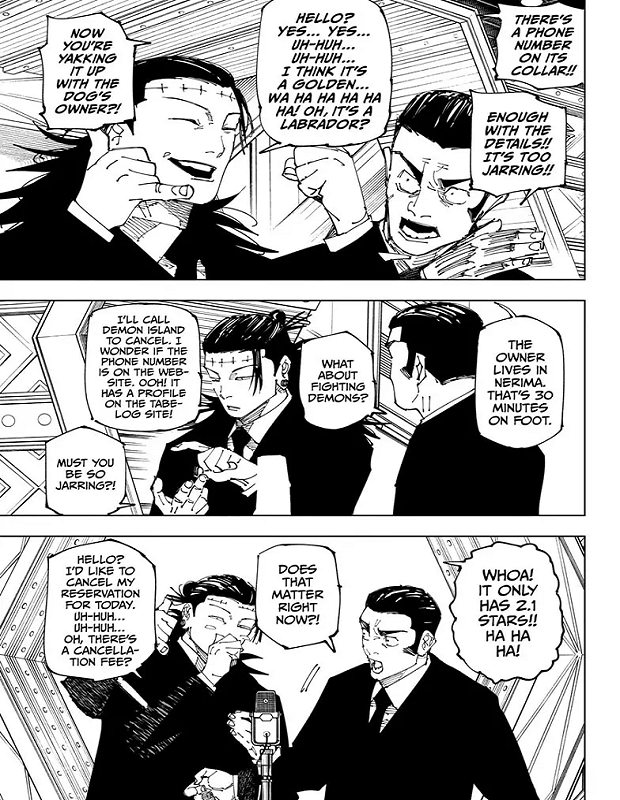 THERE'S
A PHONE
NUMBER
ON ITS
COLLAR!!
ENOUGH
WITH THE
DETAILS!!
IT'S TOO
JARRING!!
HELLO?
YES... YES...
UH-HUH...
UH-HUH...
I THINK IT'S
A GOLDEN...
WA HA HA HA HA
HA! OH, IT'S A
LABRADOR?
NOW
YOU'RE
YAKKING
IT UP
WITH THE
DOG'S
OWNER?!
THE
OWNER
LIVES IN
NERIMA.
THAT'S 30
MINUTES
ON FOOT.
WHAT
ABOUT
FIGHTING
DEMONS?
I'LL CALL
DEMON ISLAND
TO CANCEL. I
WONDER IF THE
PHONE NUMBER
IS ON THE WEB-
SITE. OOH! IT
HAS A PROFILE
ON THE TABE-
LOG SITE!
MUST YOU
BE SO
JARRING?!
WHOA!
IT ONLY
HAS 2.1
STARS!!
HA HA
HA!
DOES
THAT
MATTER
RIGHT
NOW?!
HELLO?
I'D LIKE TO
CANCEL MY
RESERVATION
FOR TODAY.
UH-HUH...
UH-HUH...
OH, THERE'S
A CANCELLA-
TION FEE?